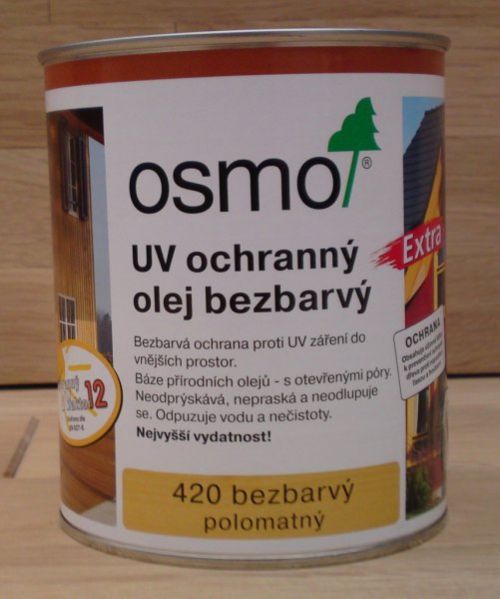 osmo®
UV ochranný
olej bezbarvý
Extra
Bezbarvá ochrana proti UV záření do
vnějších prostor.
Báze přírodních olejů - s otevřenými póry.
Neodprýskává, nepraská a neodlupuje
se. Odpuzuje vodu a nečistoty.
Nejvyšší vydatnost!
OCHRANA
12
420 bezbarvý
polomatný